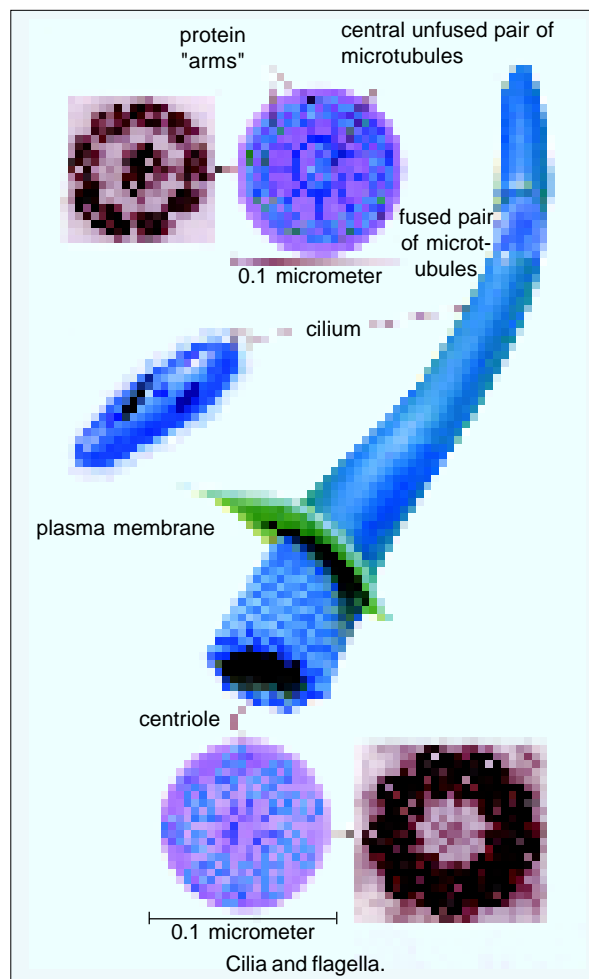 protein
"arms"
central unfused pair of
microtubules
fused pair
of microt-
ubules
0.1 micrometer
cilium
plasma membrane
centriole
0.1 micrometer
Cilia and flagella.